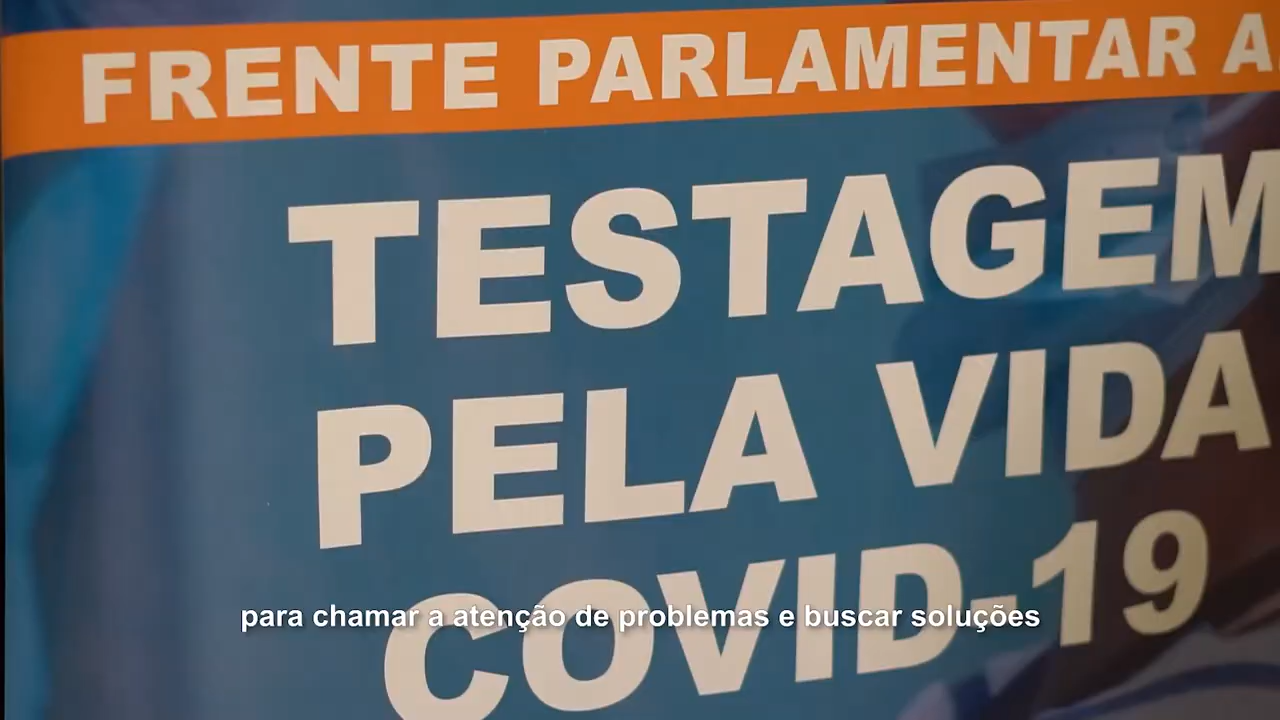 FRENTE PARLAMENTAR
TESTAGEM
PELA VIDA
COVID-19
para chamar a atenção de problemas e buscar soluções